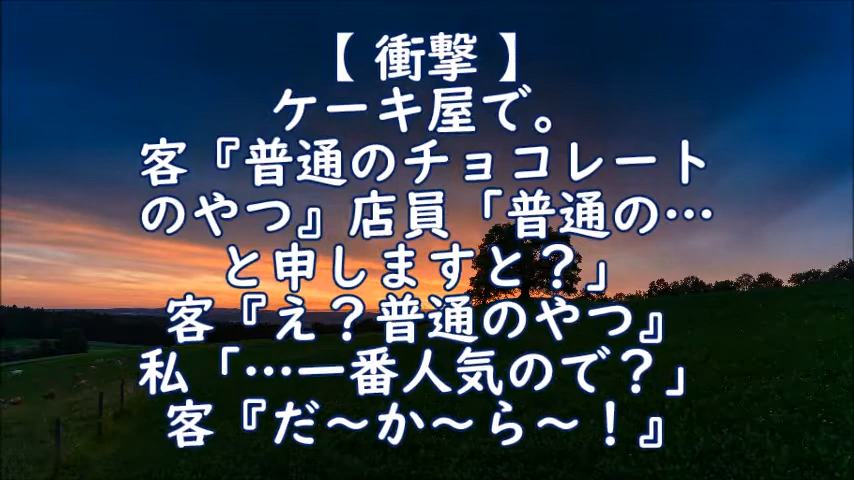 【 衝撃 】
ケーキ屋で。
客『普通のチョコレート
のやつ』店員「普通の…
と申しますと？」
客『え？普通のやつ』
私「…一番人気ので？」
客『だ～か～ら～！』